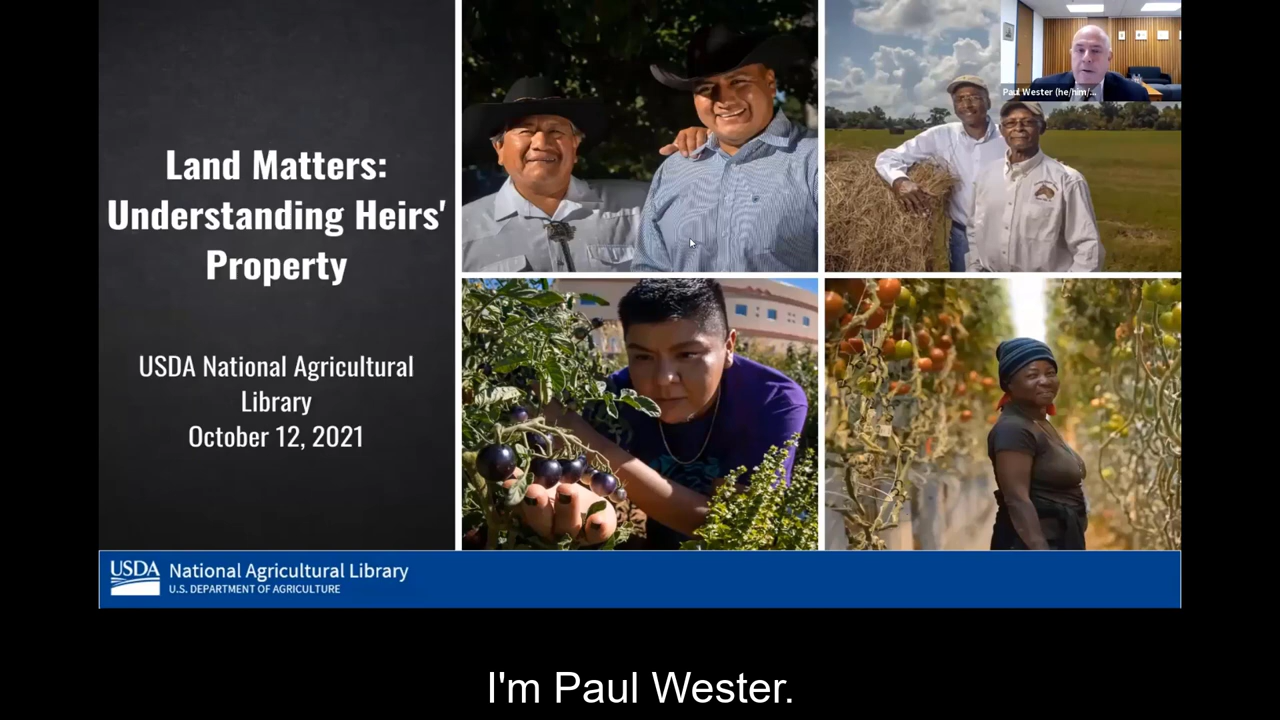 Land Matters:
Understanding Heirs'
Property
USDA National Agricultural
Library
October 12, 2021
Paul Wester (he/him/...
USDA
National Agricultural Library
U.S. DEPARTMENT OF AGRICULTURE
I'm Paul Wester.